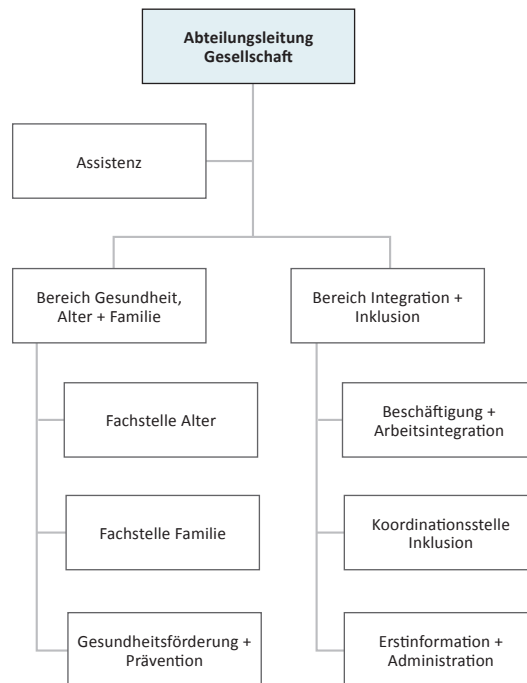 Abteilungsleitung
Gesellschaft
Assistenz
Bereich Gesundheit,
Alter + Familie
Bereich Integration +
Inklusion
Fachstelle Alter
Beschäftigung +
Arbeitsintegration
Fachstelle Familie
Koordinationsstelle
Inklusion
Gesundheitsförderung +
Prävention
Erstinformation +
Administration